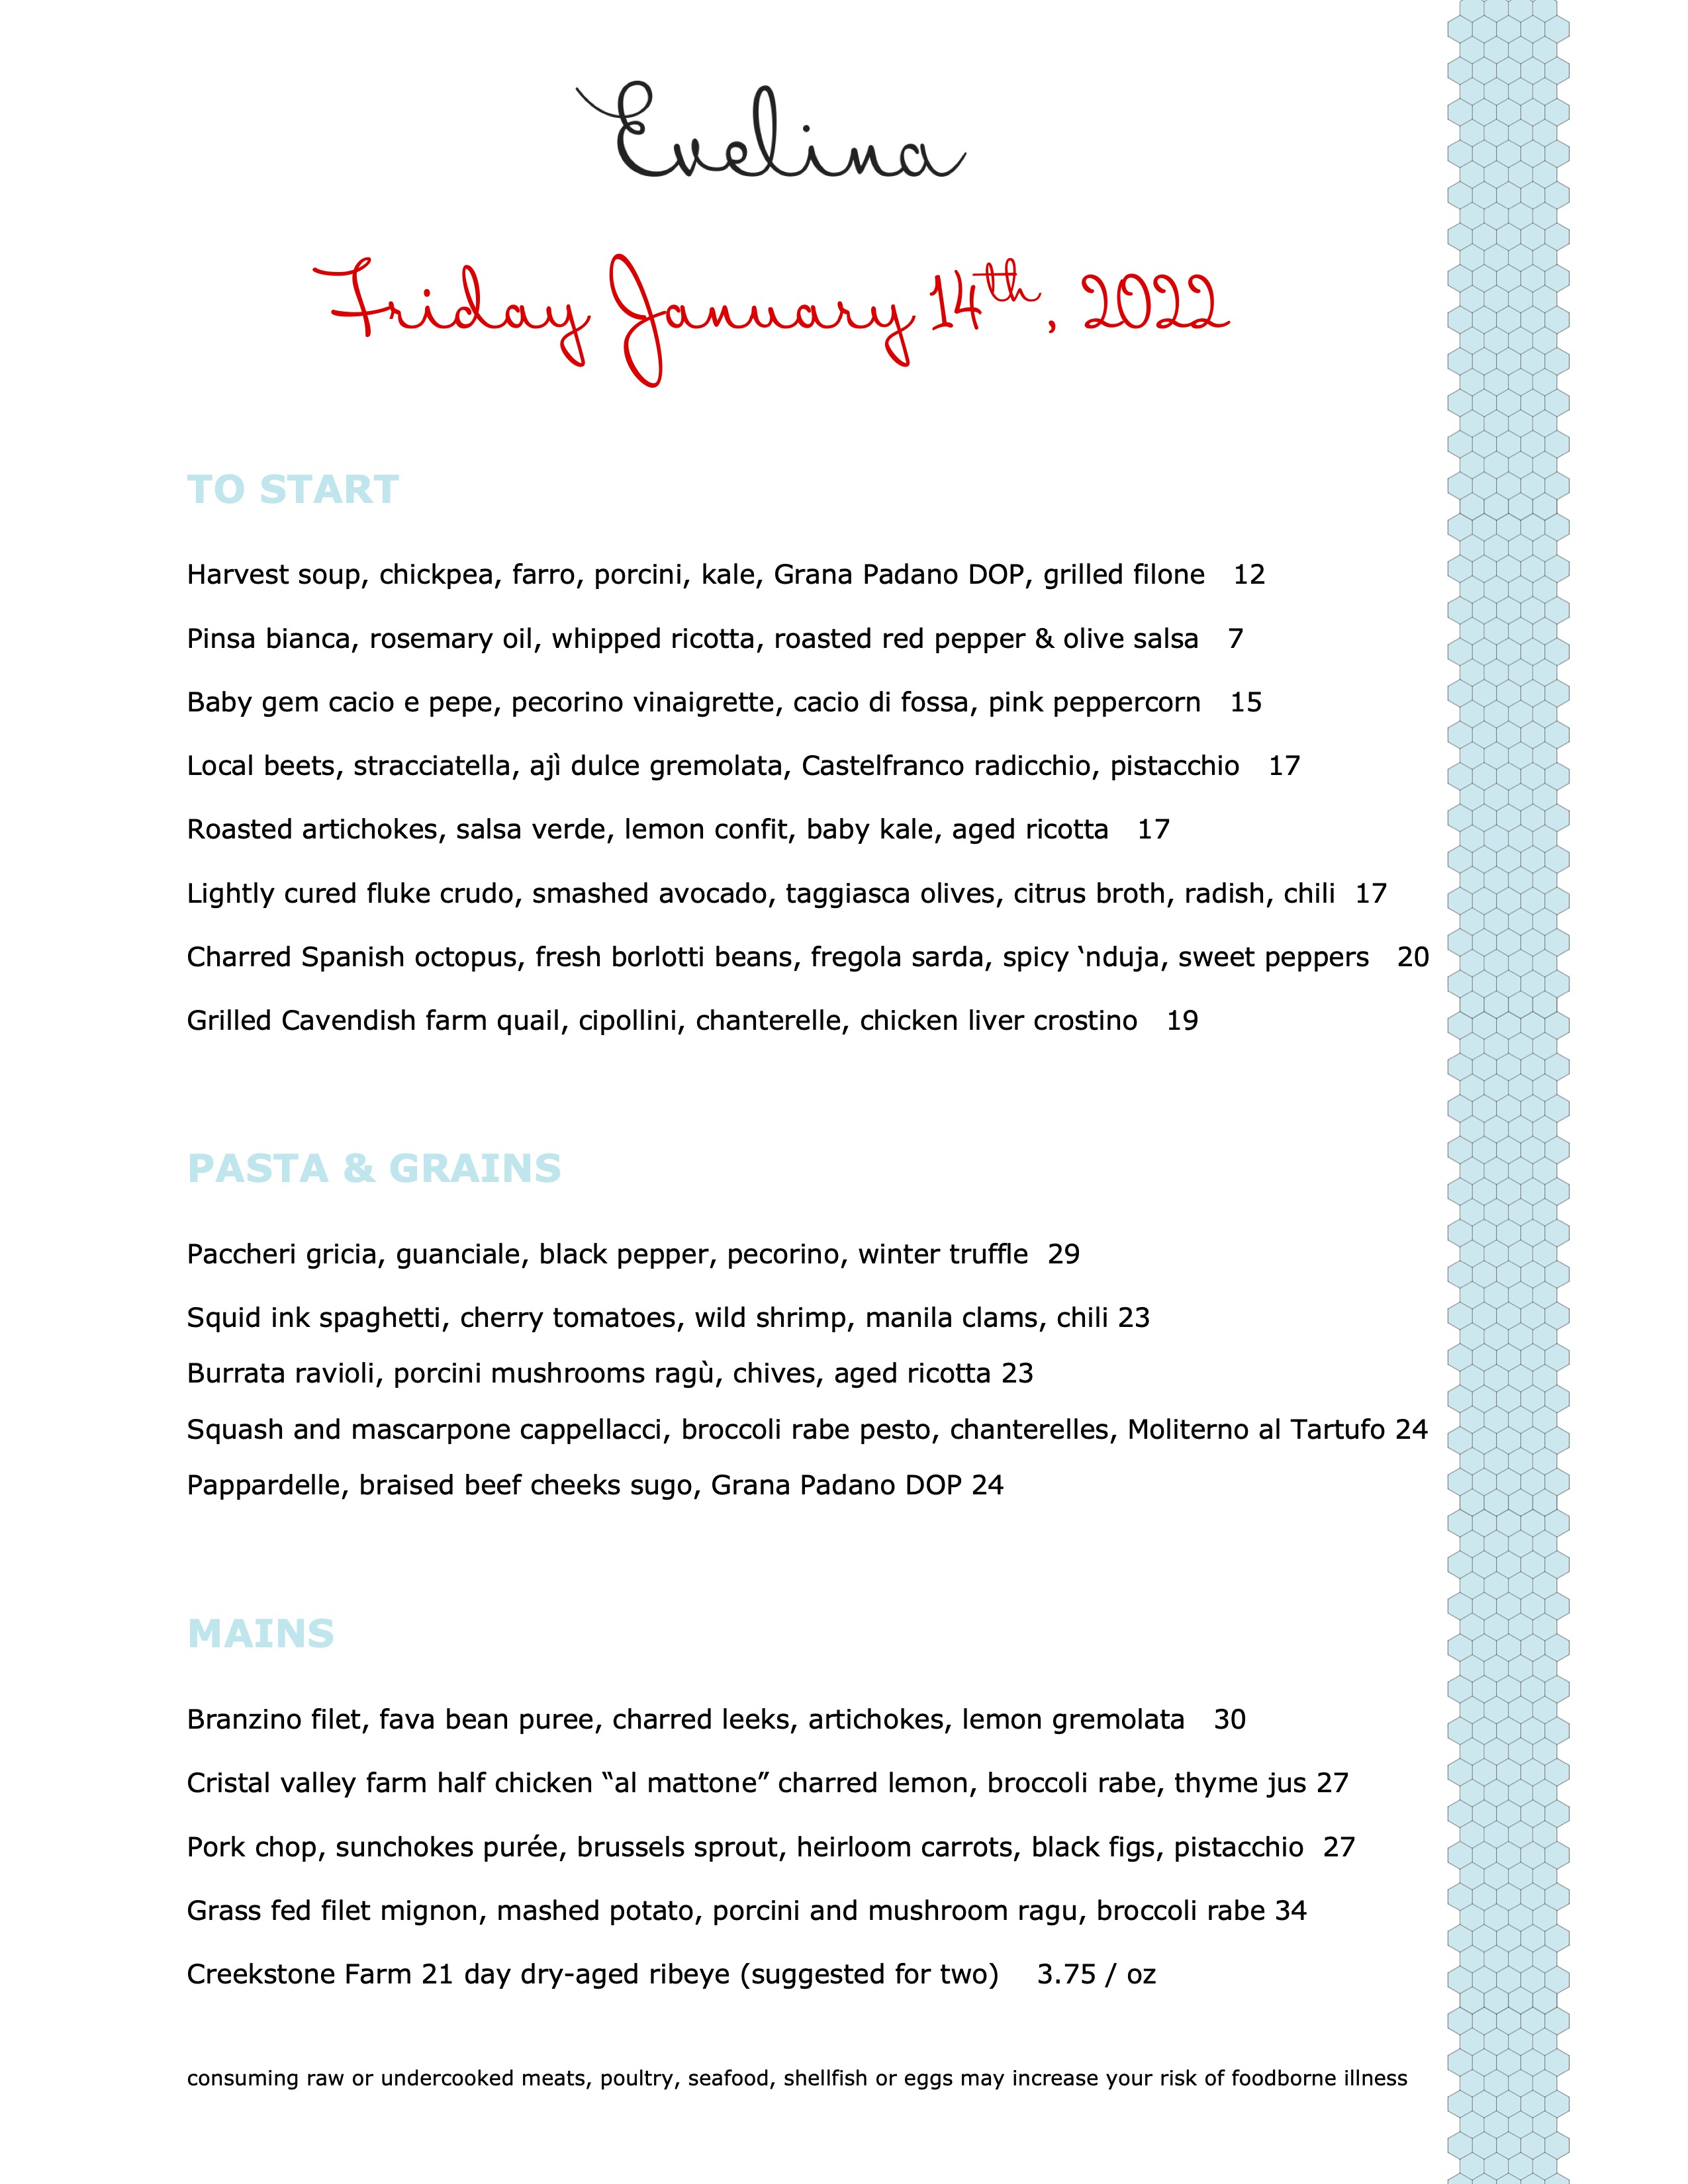 Evelina
Friday January 14th, 2022
TO START
Harvest soup, chickpea, farro, porcini, kale, Grana Padano DOP, grilled filone 12
Pinsa bianca, rosemary oil, whipped ricotta, roasted red pepper & olive salsa 7
Baby gem cacio e pepe, pecorino vinaigrette, cacio di fossa, pink peppercorn 15
Local beets, stracciatella, ajì dulce gremolata, Castelfranco radicchio, pistacchio 17
Roasted artichokes, salsa verde, lemon confit, baby kale, aged ricotta 17
Lightly cured fluke crudo, smashed avocado, taggiasca olives, citrus broth, radish, chili 17
Charred Spanish octopus, fresh borlotti beans, fregola sarda, spicy ‘nduja, sweet peppers 20
Grilled Cavendish farm quail, cipollini, chanterelle, chicken liver crostino 19
PASTA & GRAINS
Paccheri gricia, guanciale, black pepper, pecorino, winter truffle 29
Squid ink spaghetti, cherry tomatoes, wild shrimp, manila clams, chili 23
Burrata ravioli, porcini mushrooms ragù, chives, aged ricotta 23
Squash and mascarpone cappellacci, broccoli rabe pesto, chanterelles, Moliterno al Tartufo 24
Pappardelle, braised beef cheeks sugo, Grana Padano DOP 24
MAINS
Branzino filet, fava bean puree, charred leeks, artichokes, lemon gremolata 30
Cristal valley farm half chicken “al mattone” charred lemon, broccoli rabe, thyme jus 27
Pork chop, sunchokes purée, brussels sprout, heirloom carrots, black figs, pistacchio 27
Grass fed filet mignon, mashed potato, porcini and mushroom ragu, broccoli rabe 34
Creekstone Farm 21 day dry-aged ribeye (suggested for two) 3.75 / oz
consuming raw or undercooked meats, poultry, seafood, shellfish or eggs may increase your risk of foodborne illness